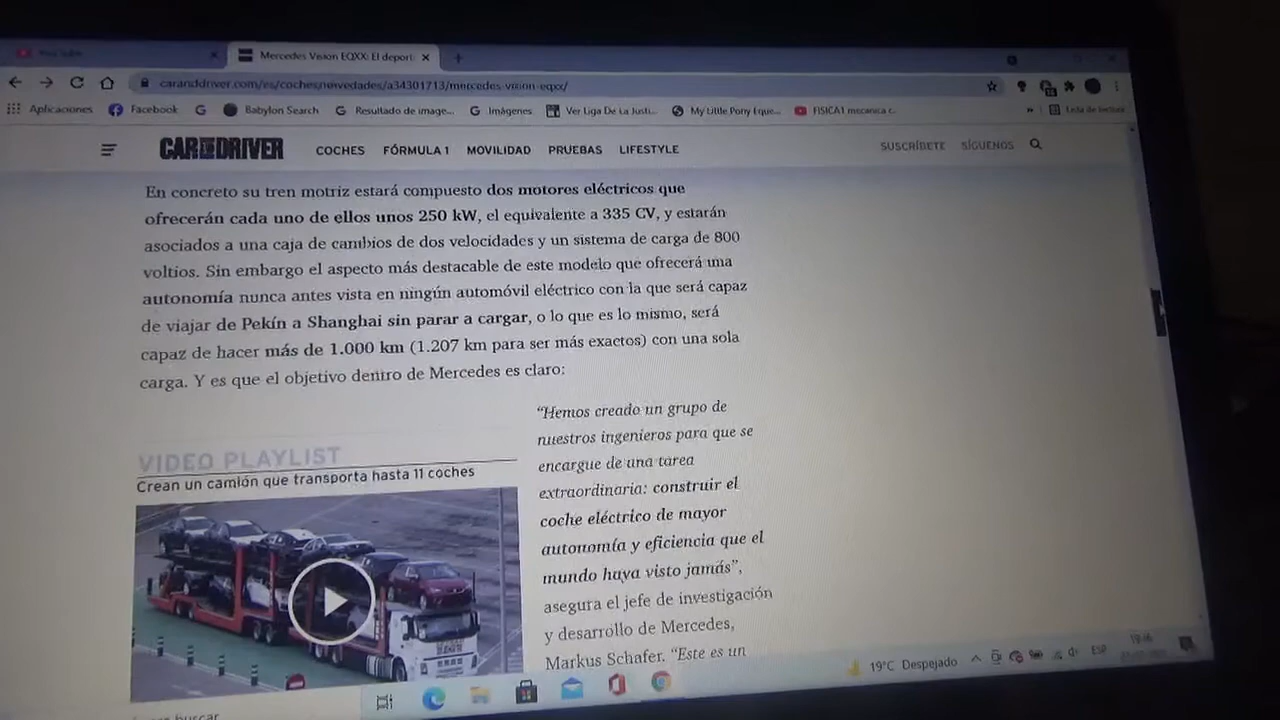 Mercedes Vision EQXX: El deport
caranddriver.com/es/coches/novedades/a34301713/mercedes-vision-eqxx/
Aplicaciones
Facebook
Babylon Search
Resultado de image...
Imágenes
Ver Liga De La Justi...
My Little Pony Eque...
FISICA1 mecanica c...
Lista de lectura
CAR AND DRIVER
COCHES
FÓRMULA 1
MOVILIDAD
PRUEBAS
LIFESTYLE
SUSCRÍBETE
SÍGUENOS
En concreto su tren motriz estará compuesto dos motores eléctricos que
ofrecerán cada uno de ellos unos 250 kW, el equivalente a 335 CV, y estarán
asociados a una caja de cambios de dos velocidades y un sistema de carga de 800
voltios. Sin embargo el aspecto más destacable de este modelo que ofrecerá una
autonomía nunca antes vista en ningún automóvil eléctrico con la que será capaz
de viajar de Pekín a Shanghai sin parar a cargar, o lo que es lo mismo, será
capaz de hacer más de 1.000 km (1.207 km para ser más exactos) con una sola
carga. Y es que el objetivo dentro de Mercedes es claro:
VIDEO PLAYLIST
Crean un camión que transporta hasta 11 coches
“Hemos creado un grupo de
nuestros ingenieros para que se
encargue de una tarea
extraordinaria: construir el
coche eléctrico de mayor
autonomía y eficiencia que el
mundo haya visto jamás”,
asegura el jefe de investigación
y desarrollo de Mercedes,
Markus Schafer. “Este es un
buscar
19°C Despejado
ESP